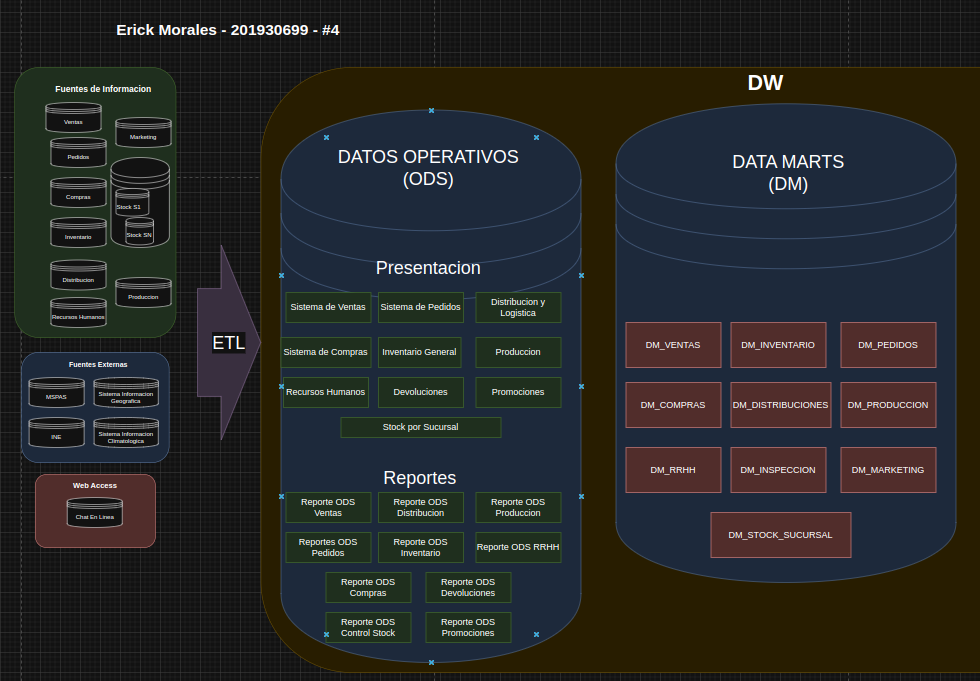 Erick Morales - 201930699 - #4
Fuentes de Informacion
Ventas
Marketing
Pedidos
Compras
Stock S1
Inventario
Stock SN
Distribucion
Produccion
Recursos Humanos
Fuentes Externas
MSPAS
Sistema Informacion
Geografica
INE
Sistema Informacion
Climatologica
Web Access
Chat En Linea
ETL
DW
DATOS OPERATIVOS
(ODS)
Presentacion
Sistema de Ventas
Sistema de Pedidos
Distribucion y
Logistica
Sistema de Compras
Inventario General
Produccion
Recursos Humanos
Devoluciones
Promociones
Stock por Sucursal
Reportes
Reporte ODS
Ventas
Reporte ODS
Distribucion
Reporte ODS
Produccion
Reportes ODS
Pedidos
Reporte ODS
Inventario
Reporte ODS RRHH
Reporte ODS
Compras
Reporte ODS
Devoluciones
Reporte ODS
Control Stock
Reporte ODS
Promociones
DATA MARTS
(DM)
DM_VENTAS
DM_INVENTARIO
DM_PEDIDOS
DM_COMPRAS
DM_DISTRIBUCIONES
DM_PRODUCCION
DM_RRHH
DM_INSPECCION
DM_MARKETING
DM_STOCK_SUCURSAL